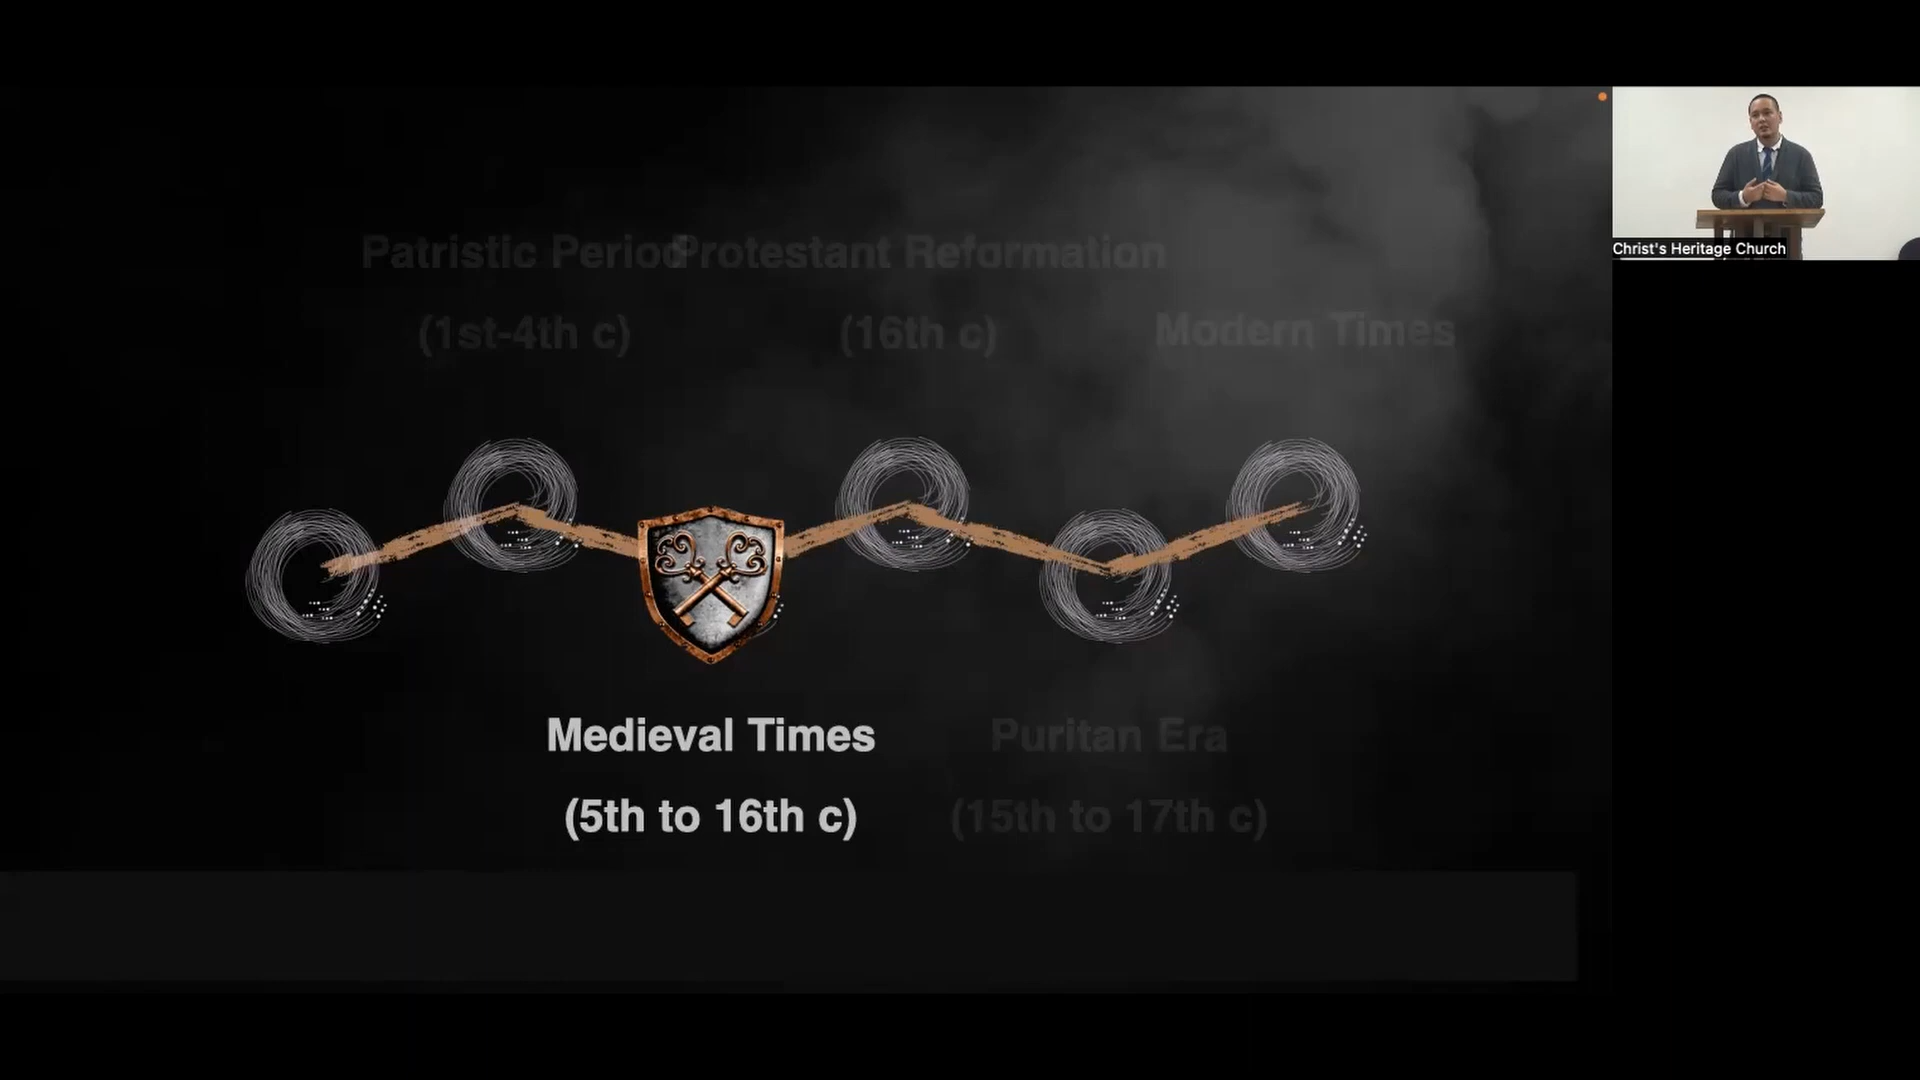 Patristic Period
(1st-4th c)
Protestant Reformation
(16th c)
Modern Times
Christ's Heritage Church
Medieval Times
(5th to 16th c)
Puritan Era
(15th to 17th c)